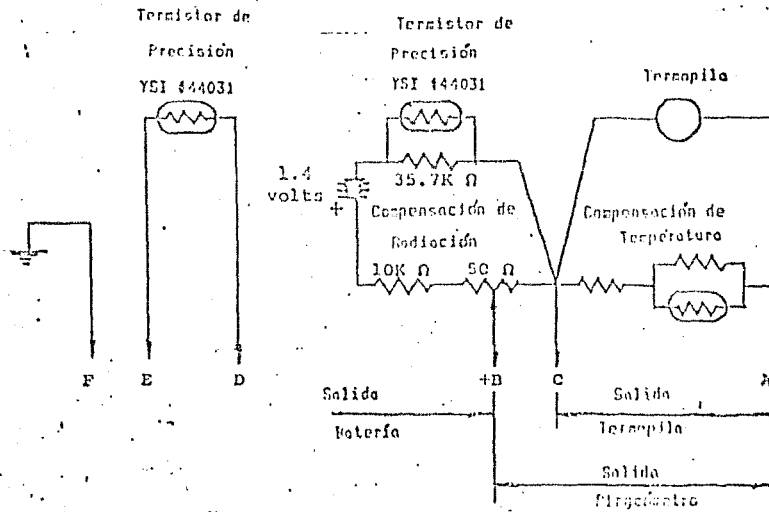 Termistor de
Precisión
YSI #44031
Termistor de
Precisión
YSI #44031
Termopila
1.4
volts
+
35.7K Ω
Compensación de
Radiación
10K Ω
50 Ω
Compensación de
Temperatura
F
E
D
+B
C
A
Salida
Batería
Salida
Termopila
Salida
Pirgeómetro